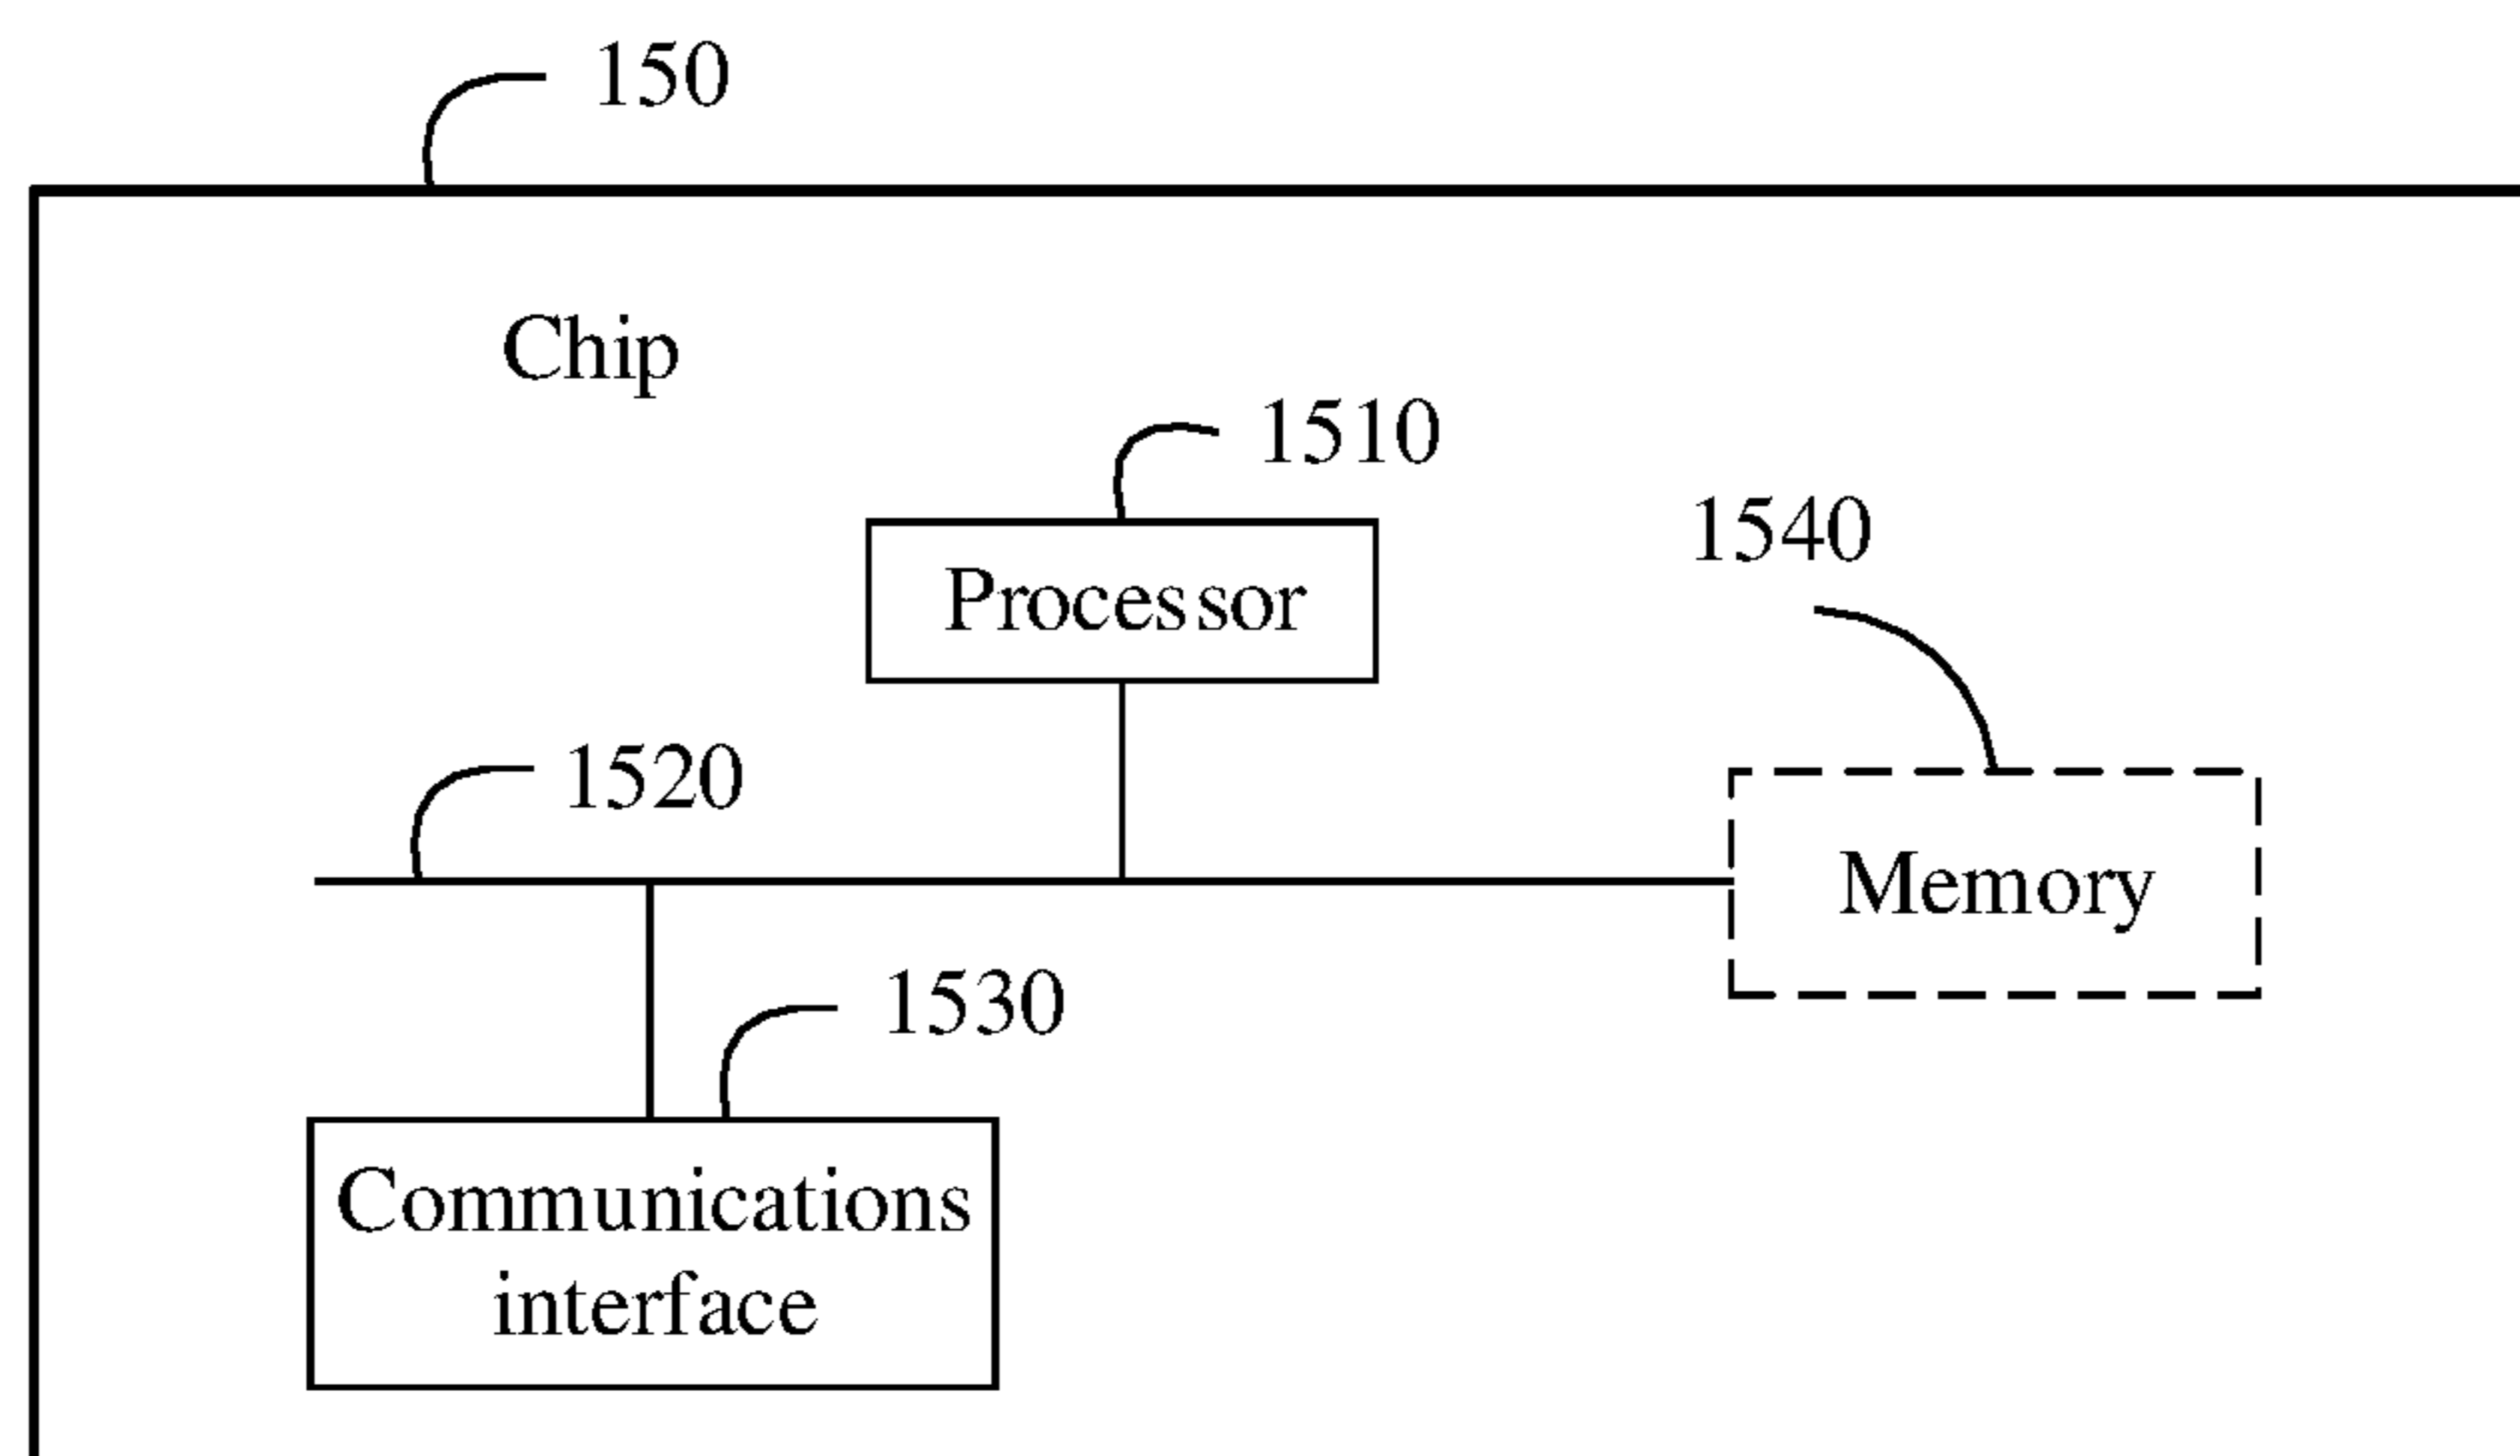 150
Chip
1510
Processor
1540
1520
Memory
1530
Communications
interface